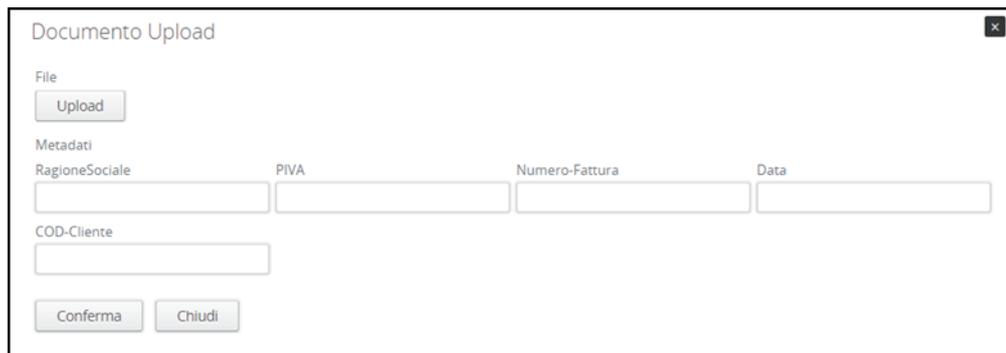 Documento Upload
File
Upload
Metadati
RagioneSociale PIVA Numero-Fattura Data
COD-Cliente
Conferma Chiudi